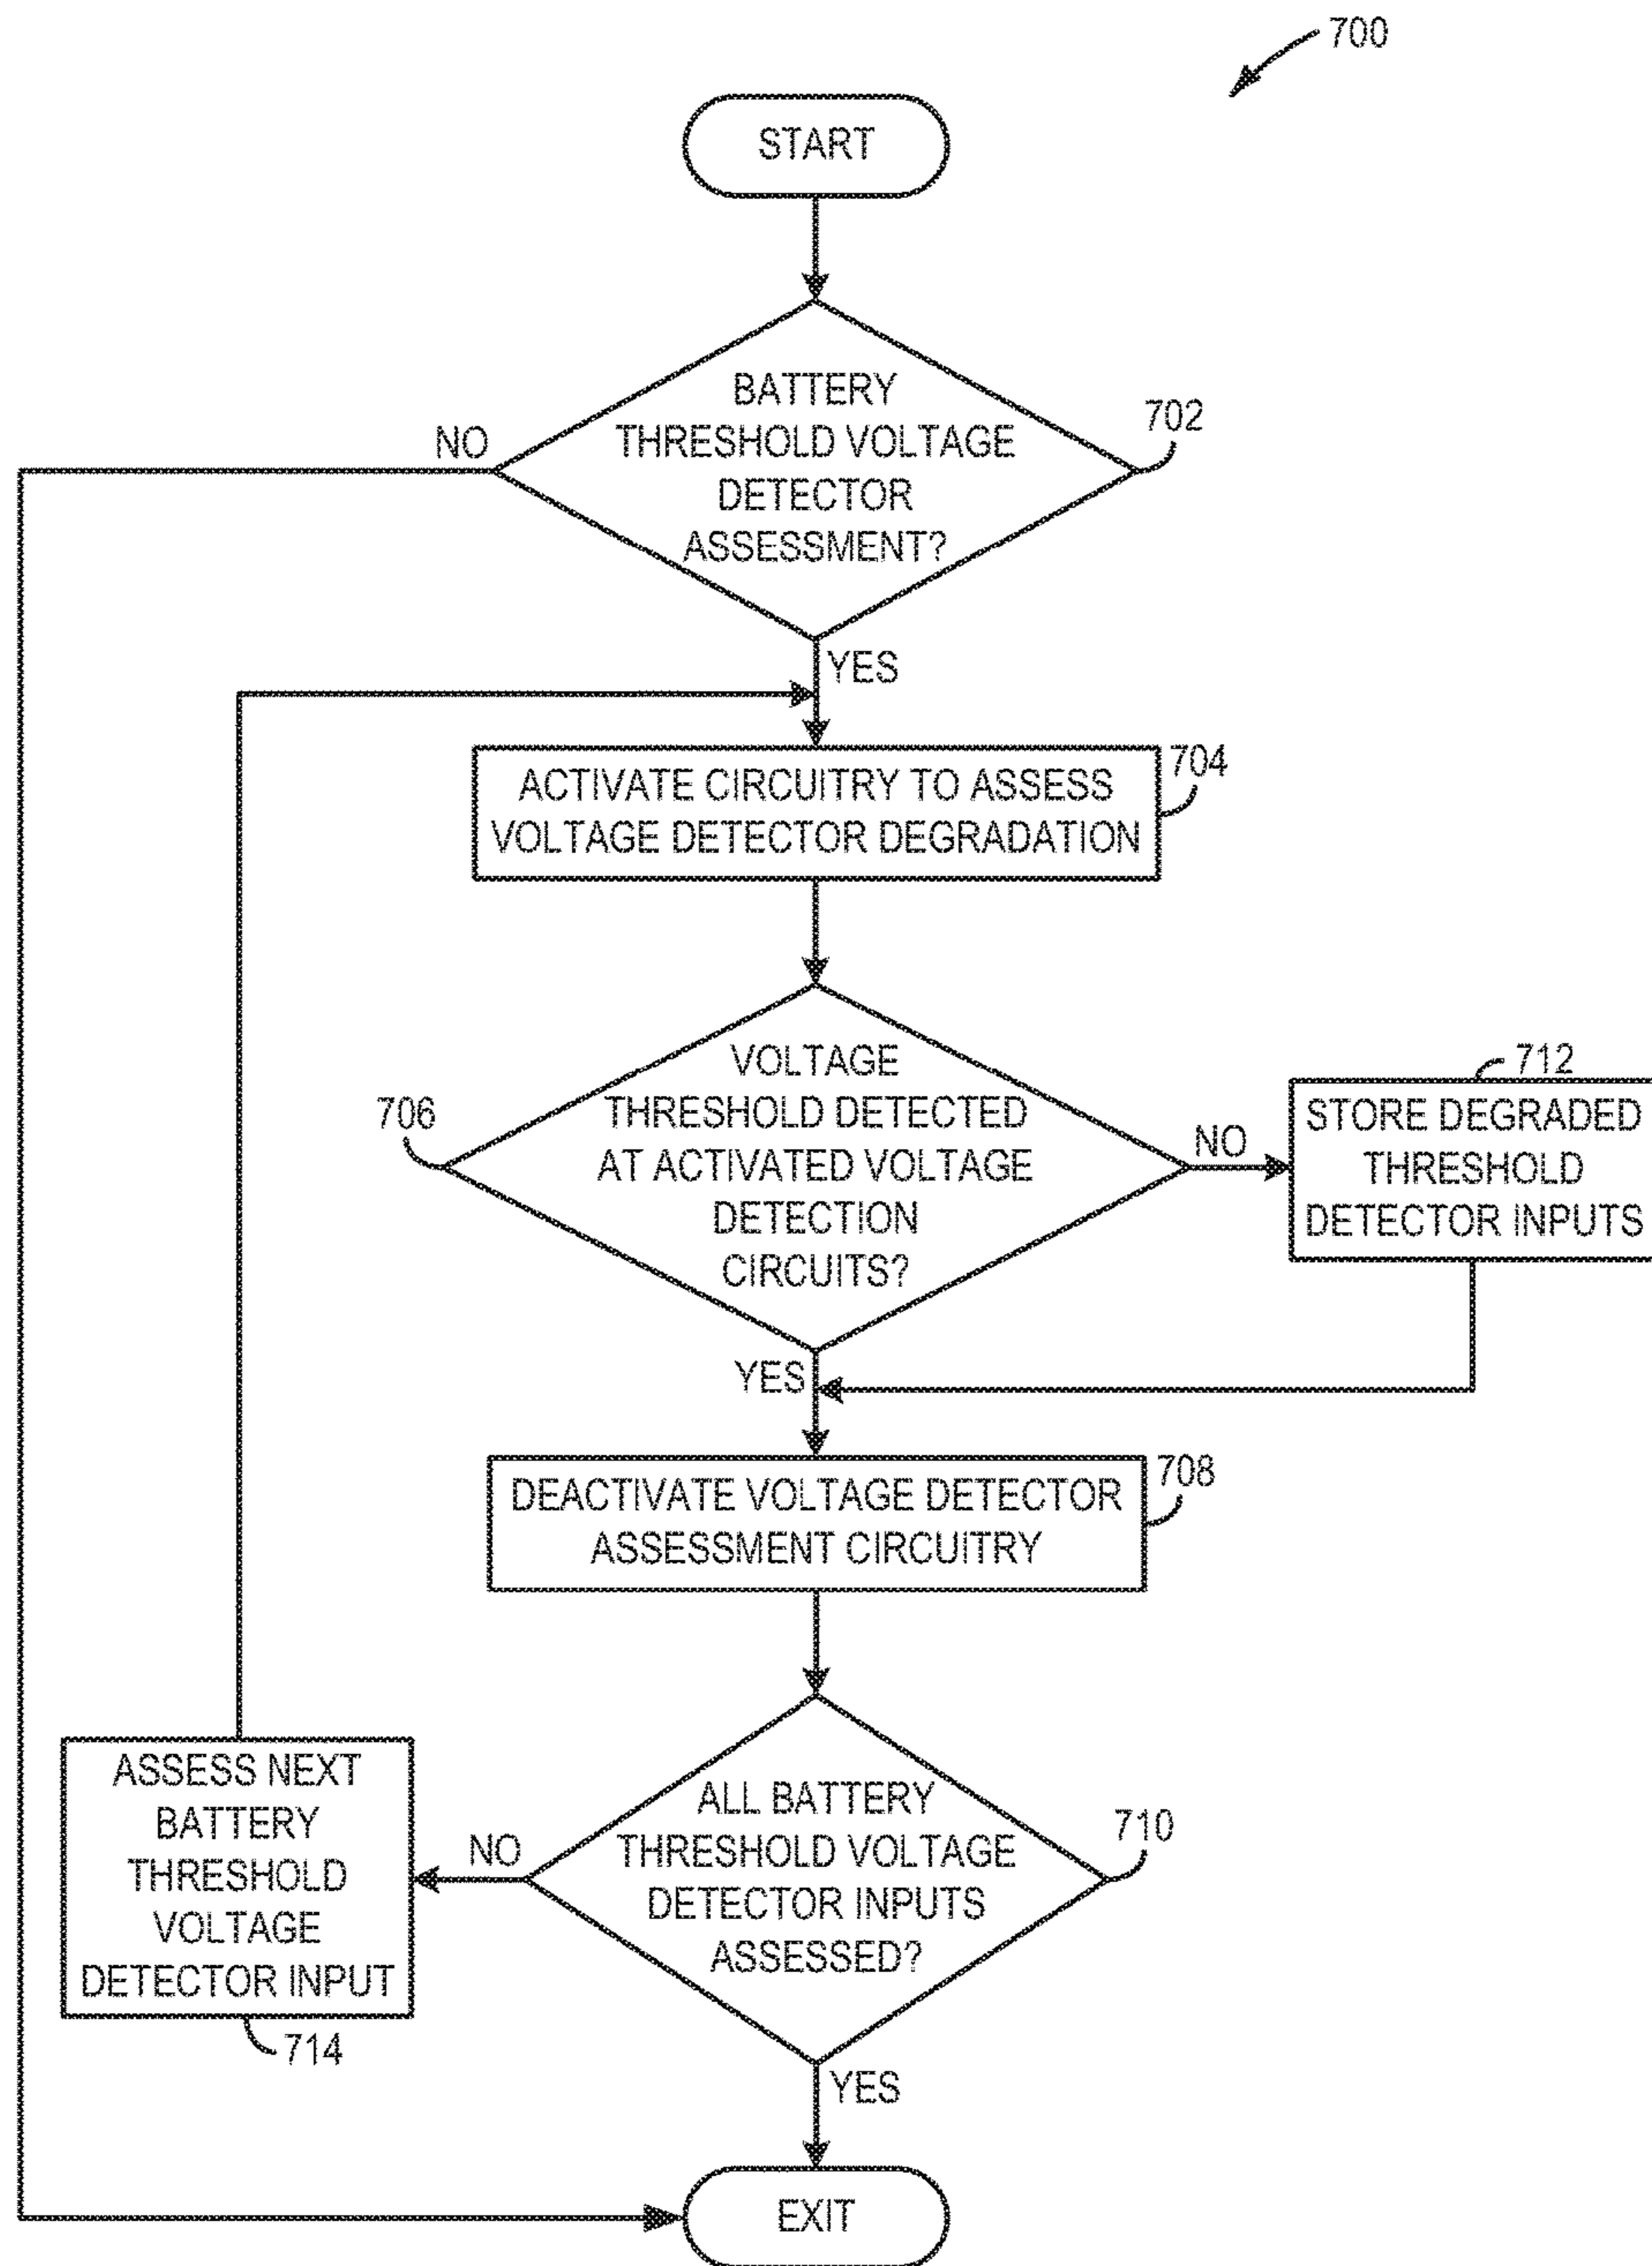 700
START
BATTERY
THRESHOLD VOLTAGE
DETECTOR
ASSESSMENT?
702
NO
YES
ACTIVATE CIRCUITRY TO ASSESS
VOLTAGE DETECTOR DEGRADATION
704
VOLTAGE
THRESHOLD DETECTED
AT ACTIVATED VOLTAGE
DETECTION
CIRCUITS?
706
NO
712
STORE DEGRADED
THRESHOLD
DETECTOR INPUTS
YES
DEACTIVATE VOLTAGE DETECTOR
ASSESSMENT CIRCUITRY
708
ALL BATTERY
THRESHOLD VOLTAGE
DETECTOR INPUTS
ASSESSED?
710
NO
ASSESS NEXT
BATTERY
THRESHOLD
VOLTAGE
DETECTOR INPUT
714
YES
EXIT